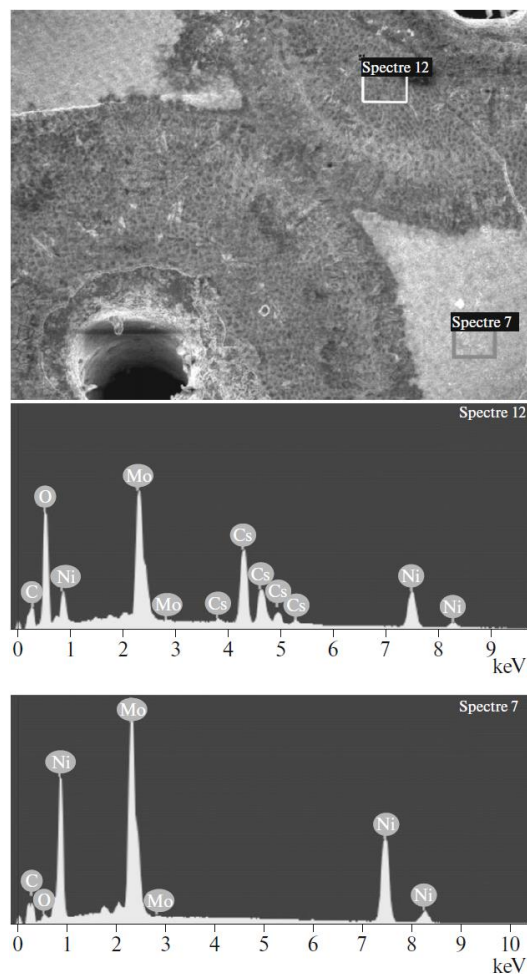 Spectre 12
Spectre 7
Spectre 12
Mo
O
Cs
C Ni Cs Ni
Mo Cs Cs Cs Ni
0 1 2 3 4 5 6 7 8 9
keV
Spectre 7
Mo
Ni
Ni
C
O Mo Ni
0 1 2 3 4 5 6 7 8 9 10
keV